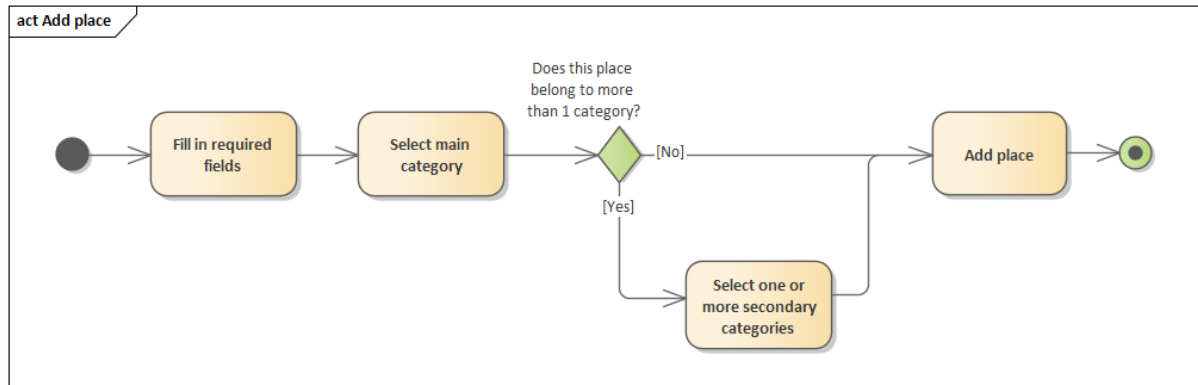 act Add place
Does this place
belong to more
than 1 category?
Fill in required
fields
Select main
category
[No]
Add place
[Yes]
Select one or
more secondary
categories